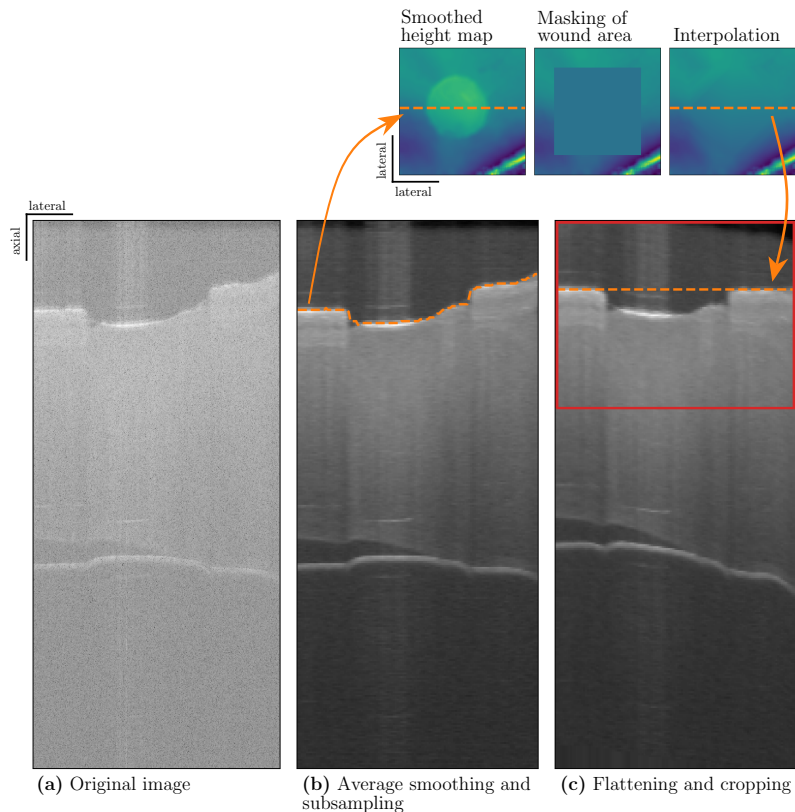 Smoothed
height map
Masking of
wound area
Interpolation
lateral
lateral
lateral
axial
(a) Original image
(b) Average smoothing and
subsampling
(c) Flattening and cropping